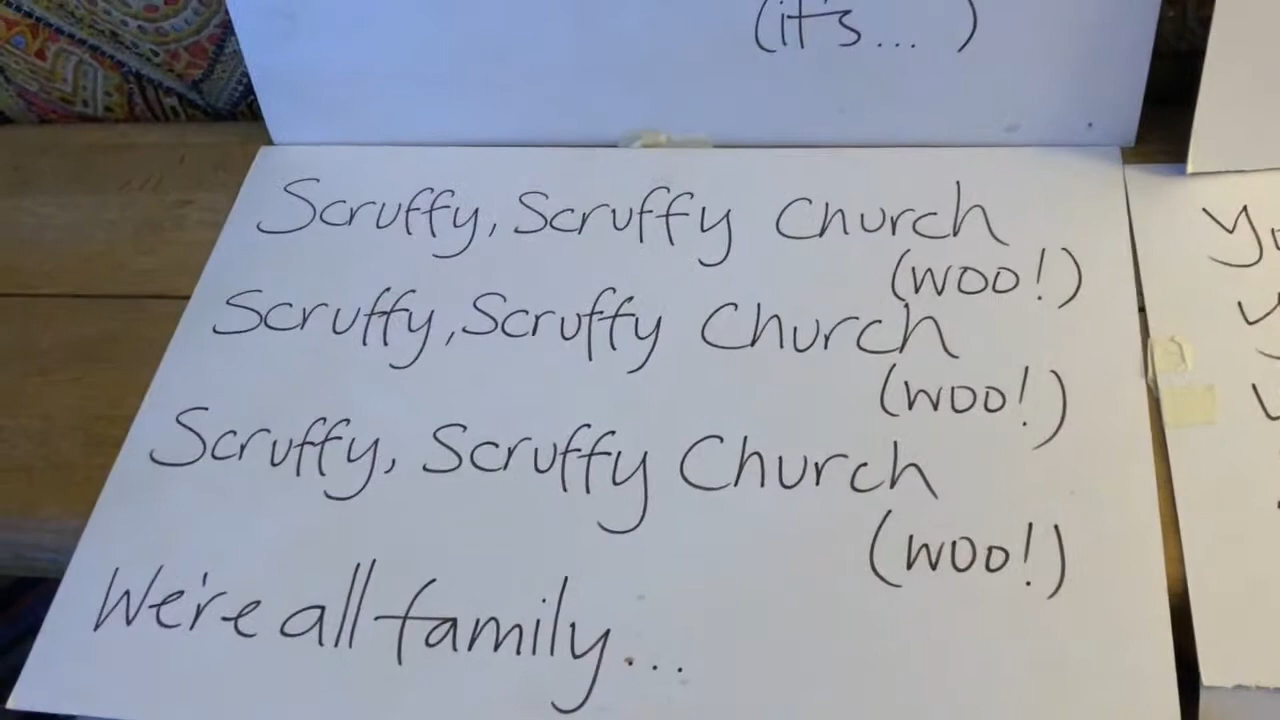 (it's... )
Scruffy, Scruffy Church
(woo!)
Scruffy, Scruffy Church
(woo!)
Scruffy, Scruffy Church
(woo!)
We're all family...